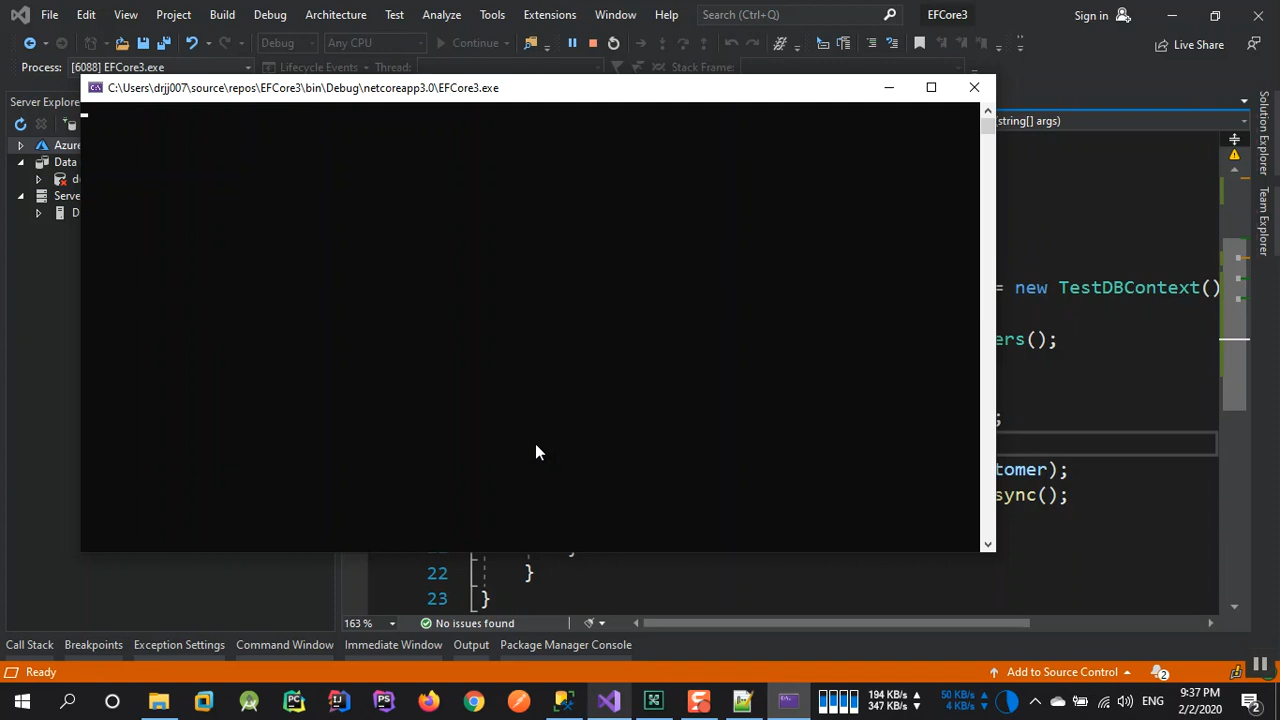 File Edit View Project Build Debug Architecture Test Analyze Tools Extensions Window Help Search (Ctrl+Q) EFCore3 Sign in
Debug Any CPU Continue Live Share
Process: [6088] EFCore3.exe Lifecycle Events Thread: Stack Frame:
C:\Users\drjj007\source\repos\EFCore3\bin\Debug\netcoreapp3.0\EFCore3.exe
Server Explor
(string[] args)
Azure
Data
d
Serve
D
Solution Explorer
Team Explorer
= new TestDBContext()
ers();
;
tomer);
sync();
22 }
23 }
163 % No issues found
Call Stack Breakpoints Exception Settings Command Window Immediate Window Output Package Manager Console
Ready Add to Source Control 2
194 KB/s 50 KB/s 9:37 PM
347 KB/s 4 KB/s ENG
2/2/2020 2